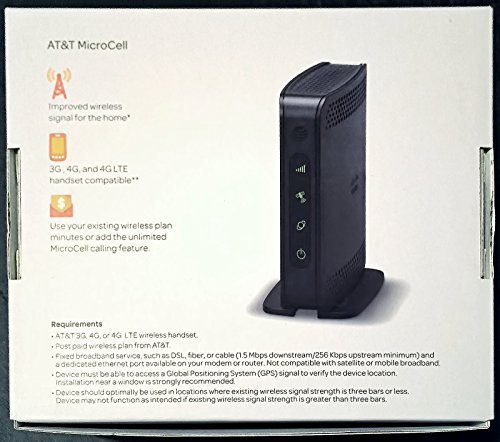 AT&T MicroCell
Improved wireless
signal for the home*
3G, 4G, and 4G LTE
handset compatible**
Use your existing wireless plan
minutes or add the unlimited
MicroCell calling feature.
Requirements
• AT&T 3G, 4G, or 4G LTE wireless handset.
• Post paid wireless plan from AT&T.
• Fixed broadband service, such as DSL, fiber, or cable (1.5 Mbps downstream/256 Kbps upstream minimum) and
a dedicated ethernet port available on your modem or router. Not compatible with satellite or mobile broadband.
• Device must be able to access a Global Positioning System (GPS) signal to verify the device location.
Installation near a window is strongly recommended.
• Device should optimally be used in locations where existing wireless signal strength is three bars or less.
Device may not function as intended if existing wireless signal strength is greater than three bars.